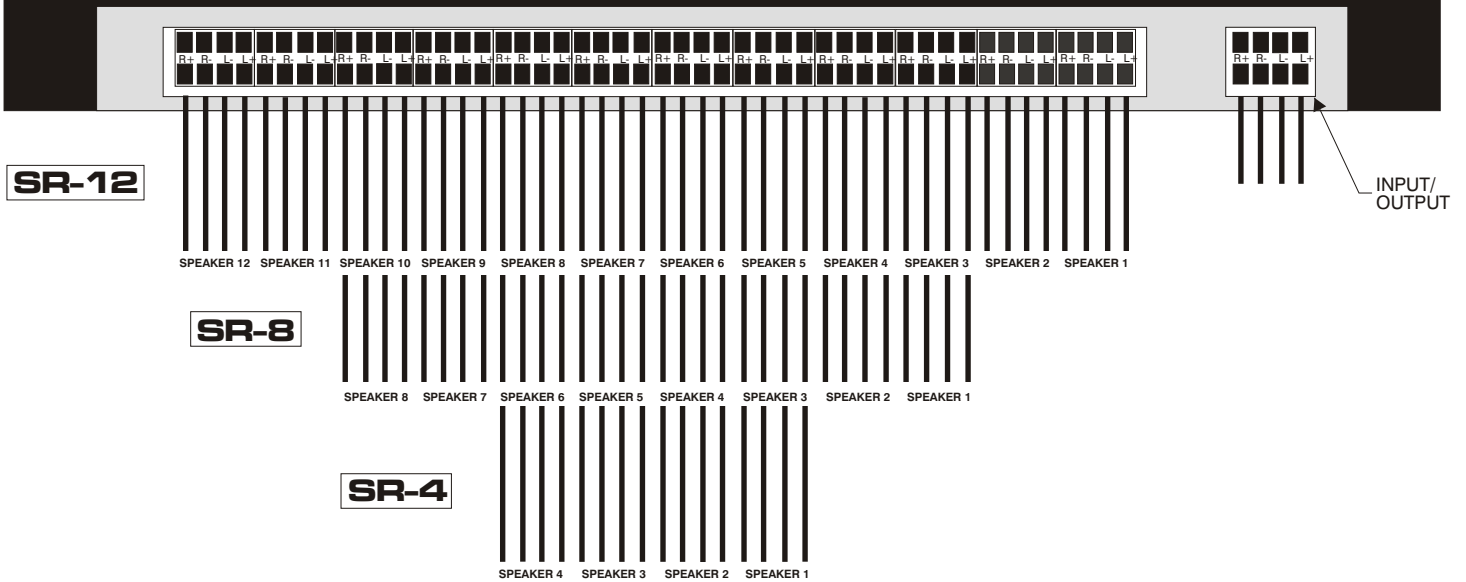 R+ R- L- L+ R+ R- L- L+ R+ R- L- L+ R+ R- L- L+ R+ R- L- L+ R+ R- L- L+ R+ R- L- L+ R+ R- L- L+ R+ R- L- L+ R+ R- L- L+ R+ R- L- L+ R+ R- L- L+ R+ R- L- L+
SR-12
INPUT/
OUTPUT
SPEAKER 12 SPEAKER 11 SPEAKER 10 SPEAKER 9 SPEAKER 8 SPEAKER 7 SPEAKER 6 SPEAKER 5 SPEAKER 4 SPEAKER 3 SPEAKER 2 SPEAKER 1
SR-8
SPEAKER 8 SPEAKER 7 SPEAKER 6 SPEAKER 5 SPEAKER 4 SPEAKER 3 SPEAKER 2 SPEAKER 1
SR-4
SPEAKER 4 SPEAKER 3 SPEAKER 2 SPEAKER 1